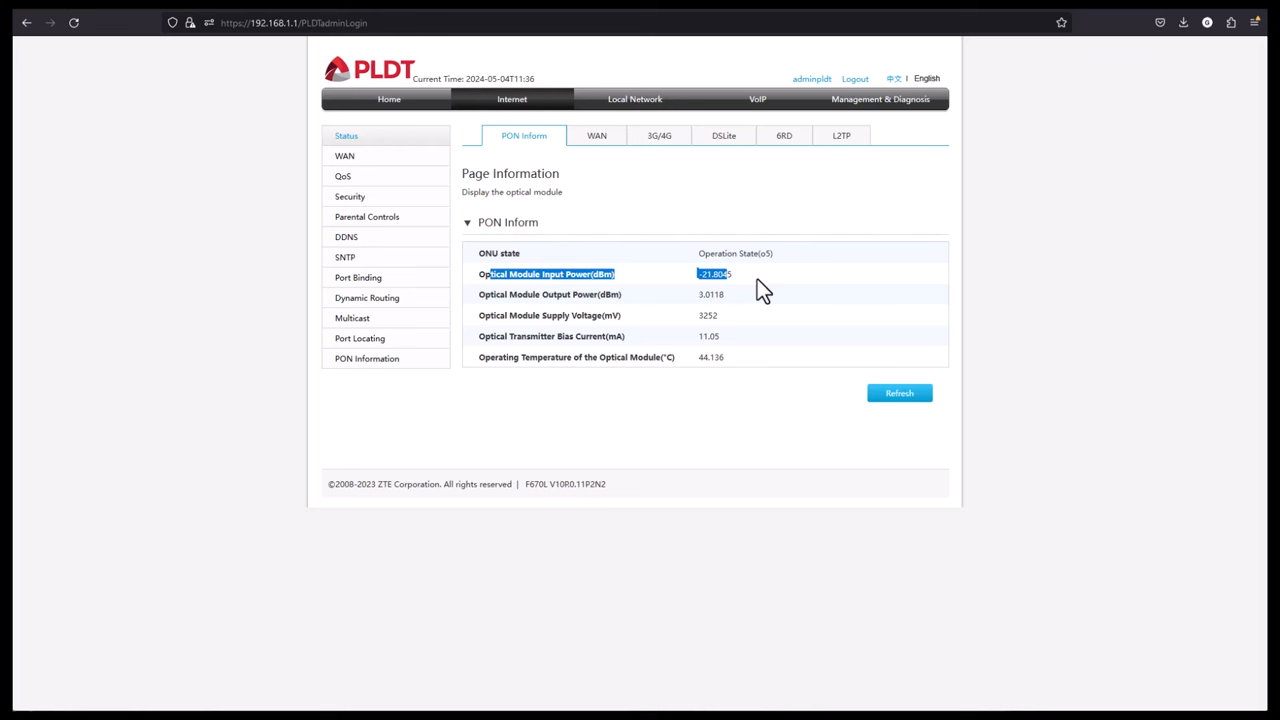 https://192.168.1.1/PLDTadminLogin
PLDT
Current Time: 2024-05-04T11:36
adminpldt Logout 中文 | English
Home Internet Local Network VoIP Management & Diagnosis
Status
WAN
QoS
Security
Parental Controls
DDNS
SNTP
Port Binding
Dynamic Routing
Multicast
Port Locating
PON Information
PON Inform WAN 3G/4G DSLite 6RD L2TP
Page Information
Display the optical module
PON Inform
ONU state Operation State(o5)
Optical Module Input Power(dBm) -21.8045
Optical Module Output Power(dBm) 3.0118
Optical Module Supply Voltage(mV) 3252
Optical Transmitter Bias Current(mA) 11.05
Operating Temperature of the Optical Module(℃) 44.136
Refresh
©2008-2023 ZTE Corporation. All rights reserved | F670L V10P.0.11P2N2